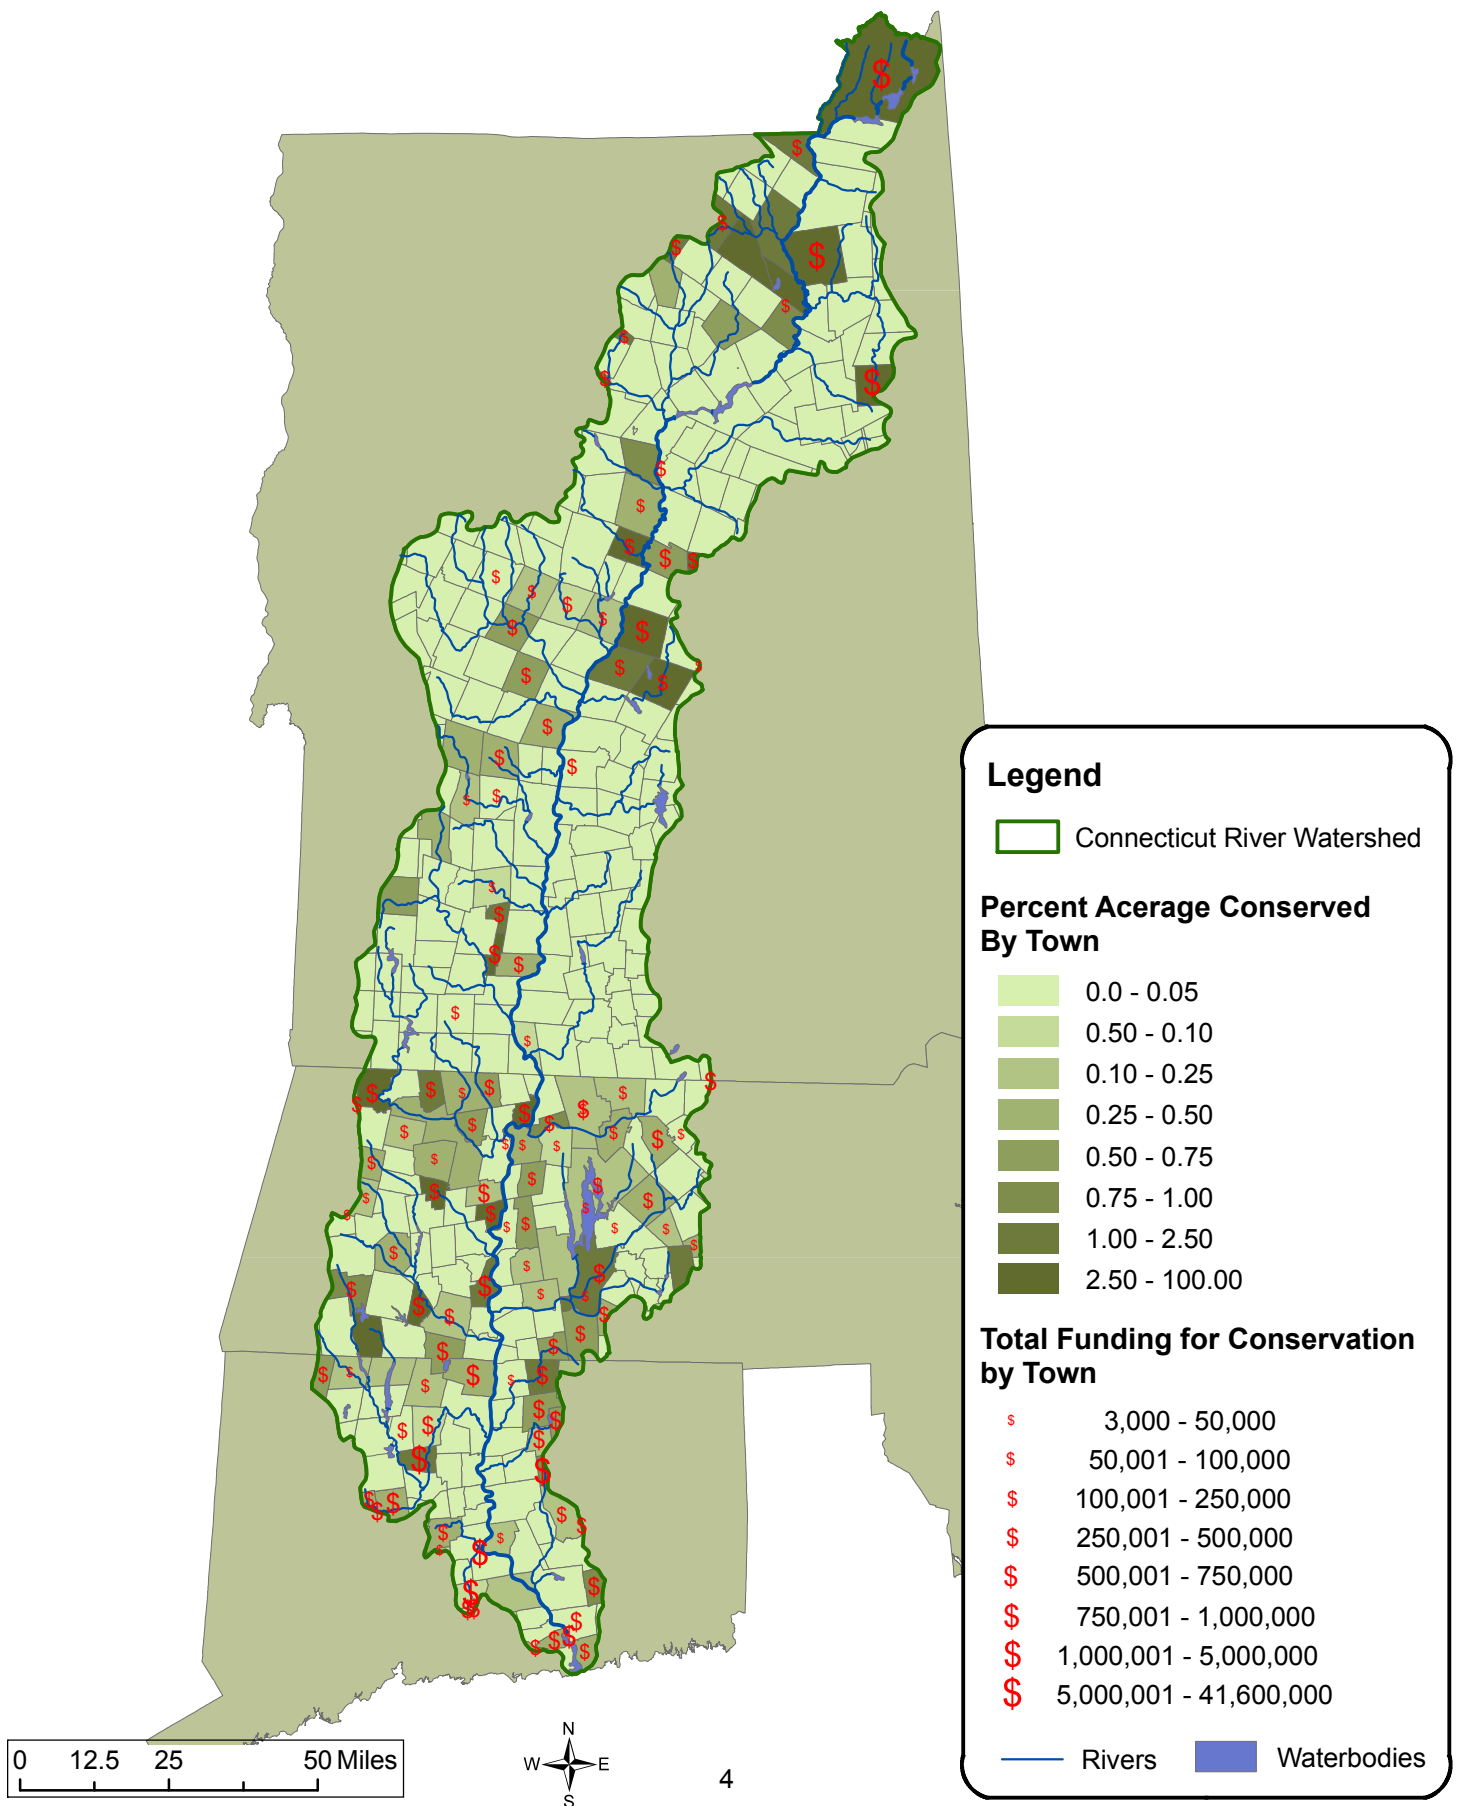 Legend
Connecticut River Watershed
Percent Acerage Conserved
By Town
0.0 - 0.05
0.50 - 0.10
0.10 - 0.25
0.25 - 0.50
0.50 - 0.75
0.75 - 1.00
1.00 - 2.50
2.50 - 100.00
Total Funding for Conservation
by Town
$ 3,000 - 50,000
$ 50,001 - 100,000
$ 100,001 - 250,000
$ 250,001 - 500,000
$ 500,001 - 750,000
$ 750,001 - 1,000,000
$ 1,000,001 - 5,000,000
$ 5,000,001 - 41,600,000
Rivers
Waterbodies
0 12.5 25 50 Miles
N
W E
S
4